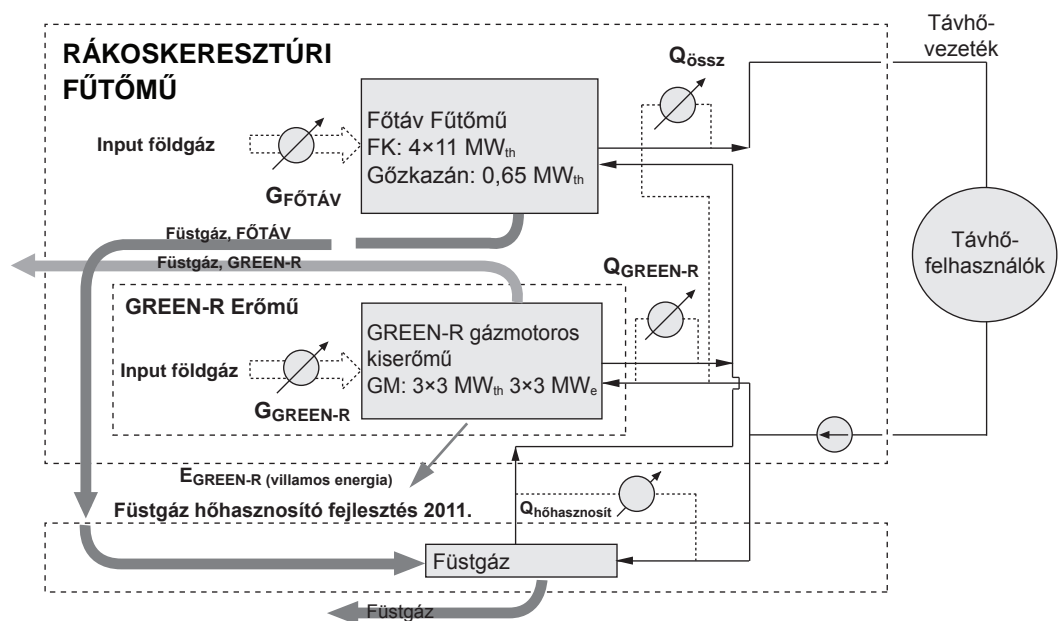 Távhő-
vezeték
RÁKOSKERESZTÚRI
FŰTŐMŰ
Qössz
Input földgáz
GFŐTÁV
Főtáv Fűtőmű
FK: 4×11 MWth
Gőzkazán: 0,65 MWth
Füstgáz, FŐTÁV
Füstgáz, GREEN-R
Távhő-
felhasználók
QGREEN-R
GREEN-R Erőmű
Input földgáz
GGREEN-R
GREEN-R gázmotoros
kiserőmű
GM: 3×3 MWth 3×3 MWe
EGREEN-R (villamos energia)
Füstgáz hőhasznosító fejlesztés 2011.
Qhőhasznosít
Füstgáz
Füstgáz